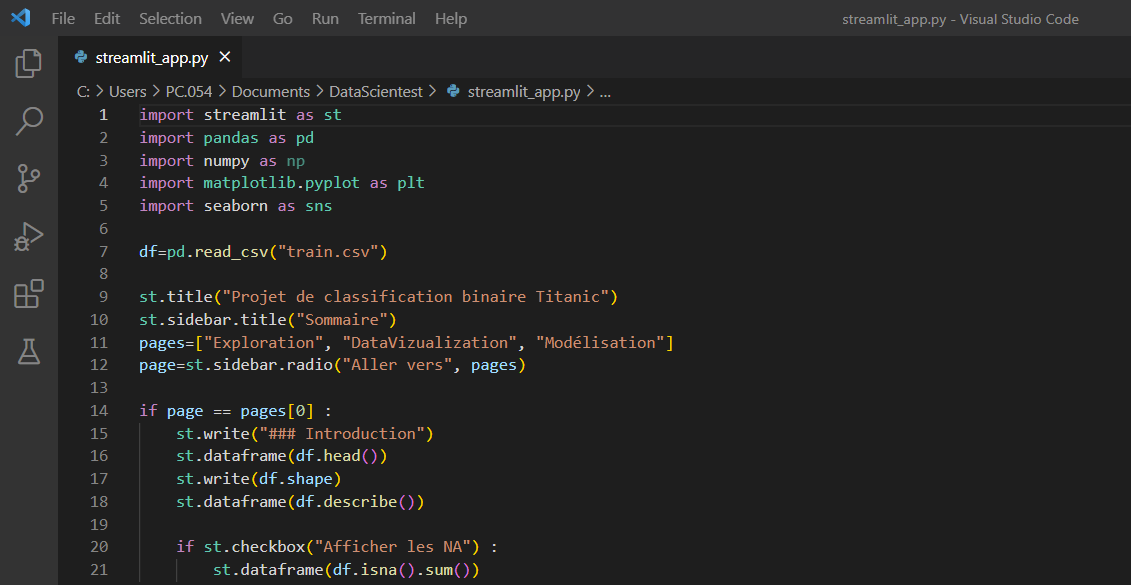 File Edit Selection View Go Run Terminal Help streamlit_app.py - Visual Studio Code
streamlit_app.py ×
C: > Users > PC.054 > Documents > DataScientest > streamlit_app.py > ...
1 import streamlit as st
2 import pandas as pd
3 import numpy as np
4 import matplotlib.pyplot as plt
5 import seaborn as sns
6
7 df=pd.read_csv("train.csv")
8
9 st.title("Projet de classification binaire Titanic")
10 st.sidebar.title("Sommaire")
11 pages=["Exploration", "DataVizualization", "Modélisation"]
12 page=st.sidebar.radio("Aller vers", pages)
13
14 if page == pages[0] :
15     st.write("### Introduction")
16     st.dataframe(df.head())
17     st.write(df.shape)
18     st.dataframe(df.describe())
19
20     if st.checkbox("Afficher les NA") :
21         st.dataframe(df.isna().sum())